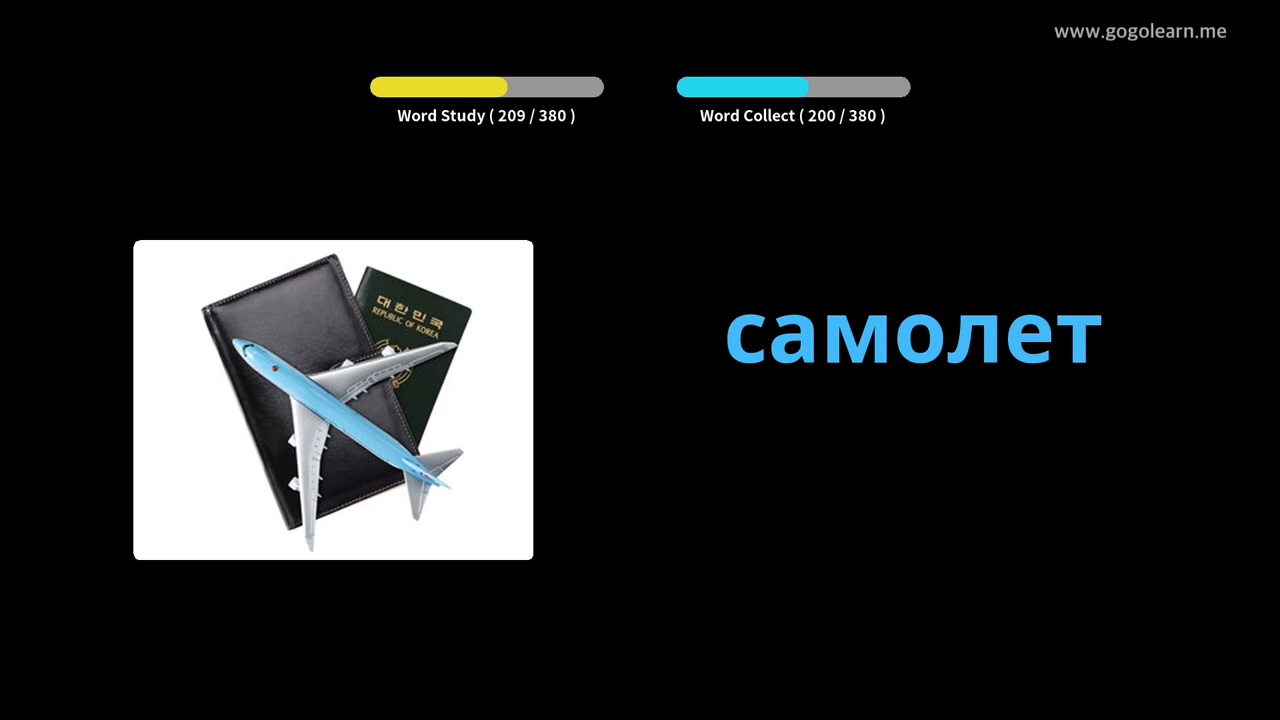 www.gogolearn.me
Word Study ( 209 / 380 )
Word Collect ( 200 / 380 )
대한민국
REPUBLIC OF KOREA
самолет